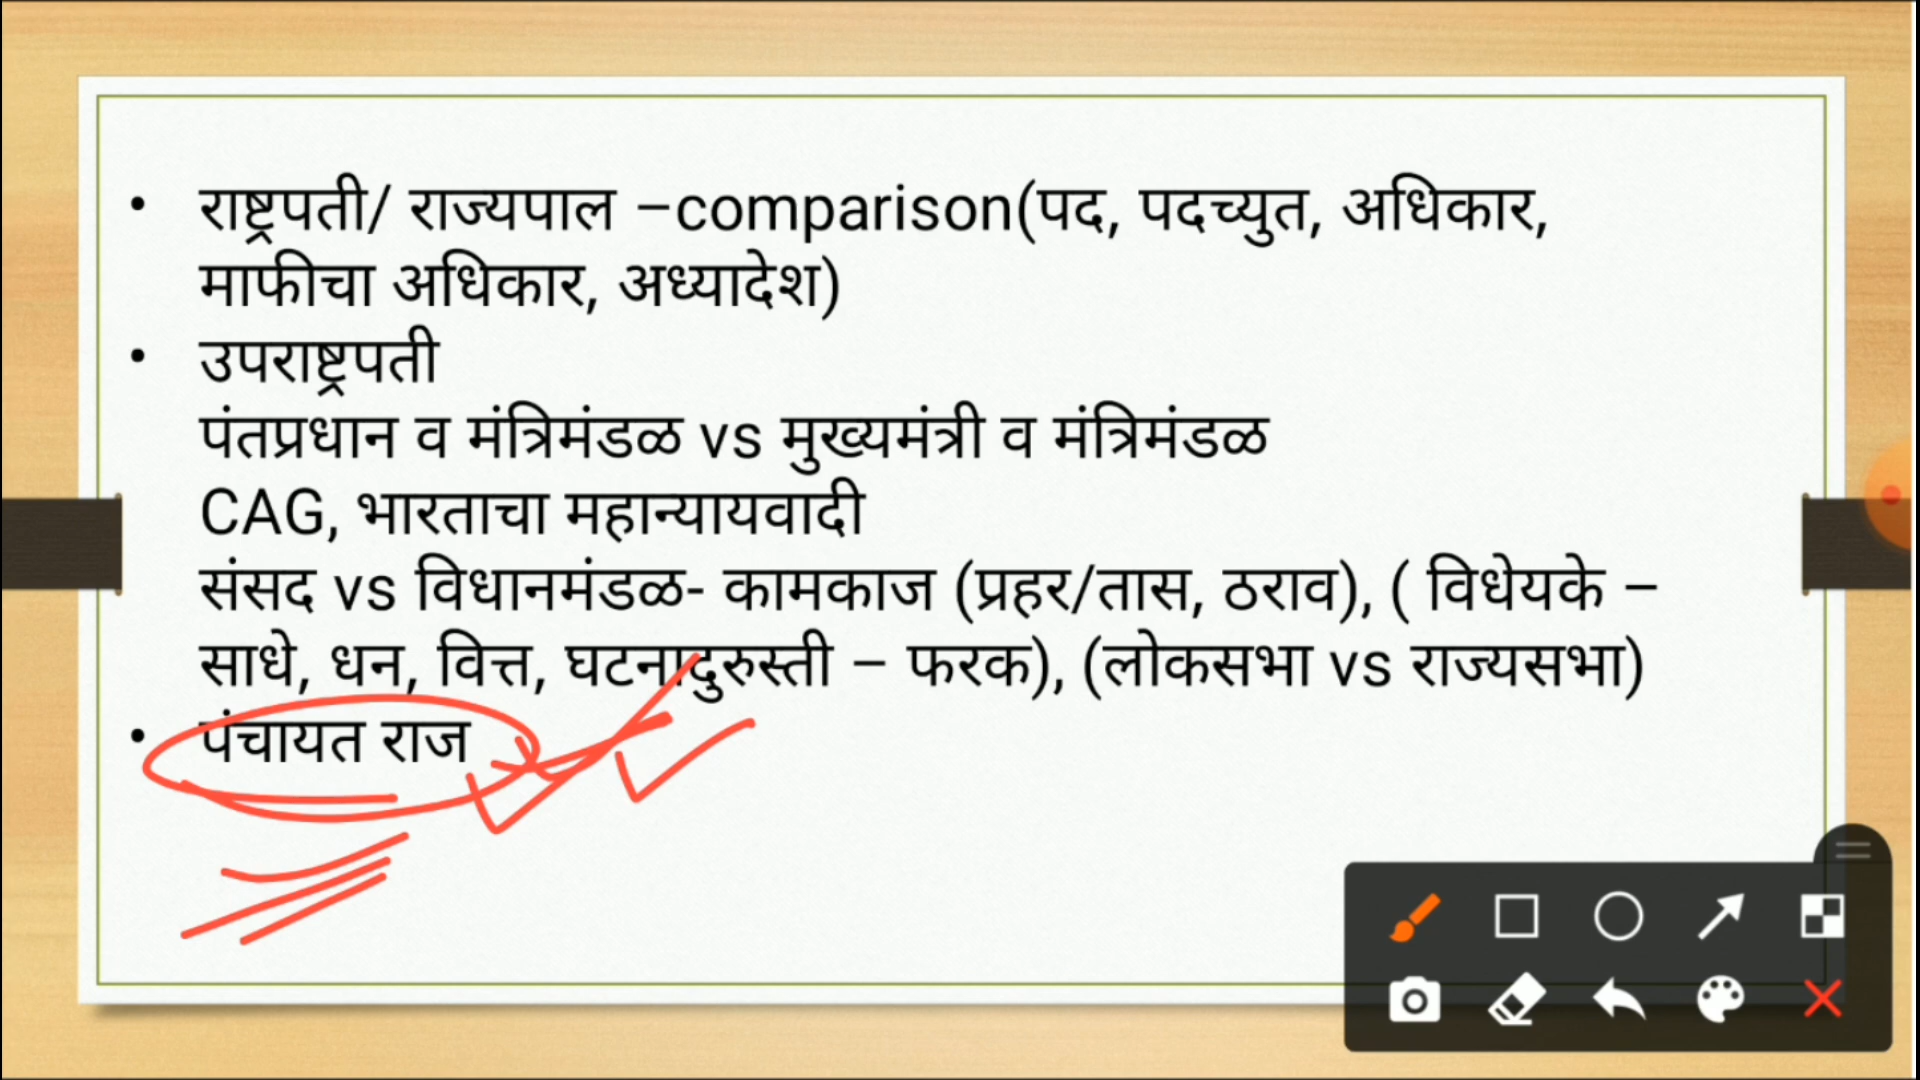 • राष्ट्रपती/ राज्यपाल –comparison(पद, पदच्युत, अधिकार,
माफीचा अधिकार, अध्यादेश)
• उपराष्ट्रपती
पंतप्रधान व मंत्रिमंडळ vs मुख्यमंत्री व मंत्रिमंडळ
CAG, भारताचा महान्यायवादी
संसद vs विधानमंडळ- कामकाज (प्रहर/तास, ठराव), ( विधेयके –
साधे, धन, वित्त, घटनादुरुस्ती – फरक), (लोकसभा vs राज्यसभा)
• पंचायत राज